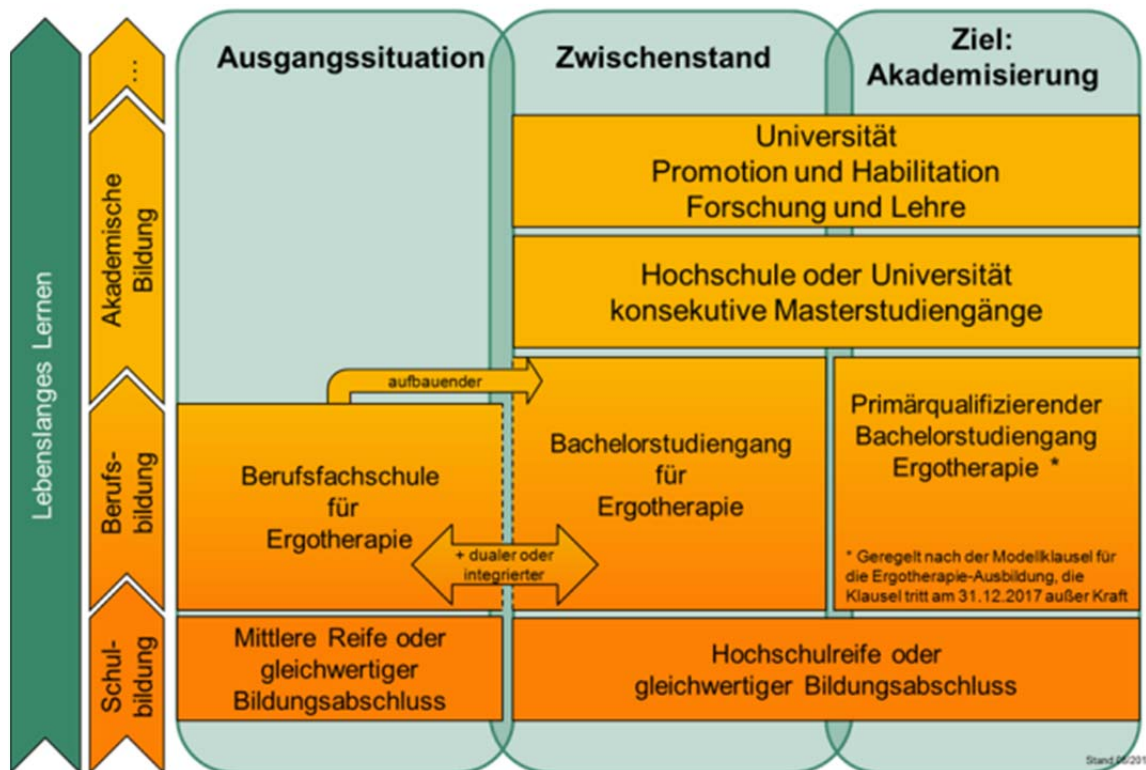 Lebenslanges Lernen
...
Akademische
Bildung
Berufs-
bildung
Schul-
bildung
Ausgangssituation
Zwischenstand
Ziel:
Akademisierung
Universität
Promotion und Habilitation
Forschung und Lehre
Hochschule oder Universität
konsekutive Masterstudiengänge
aufbauender
Berufsfachschule
für
Ergotherapie
+ dualer oder
integrierter
Bachelorstudiengang
für
Ergotherapie
Primärqualifizierender
Bachelorstudiengang
Ergotherapie *
* Geregelt nach der Modellklausel für
die Ergotherapie-Ausbildung, die
Klausel tritt am 31.12.2017 außer Kraft
Mittlere Reife oder
gleichwertiger
Bildungsabschluss
Hochschulreife oder
gleichwertiger Bildungsabschluss
Stand